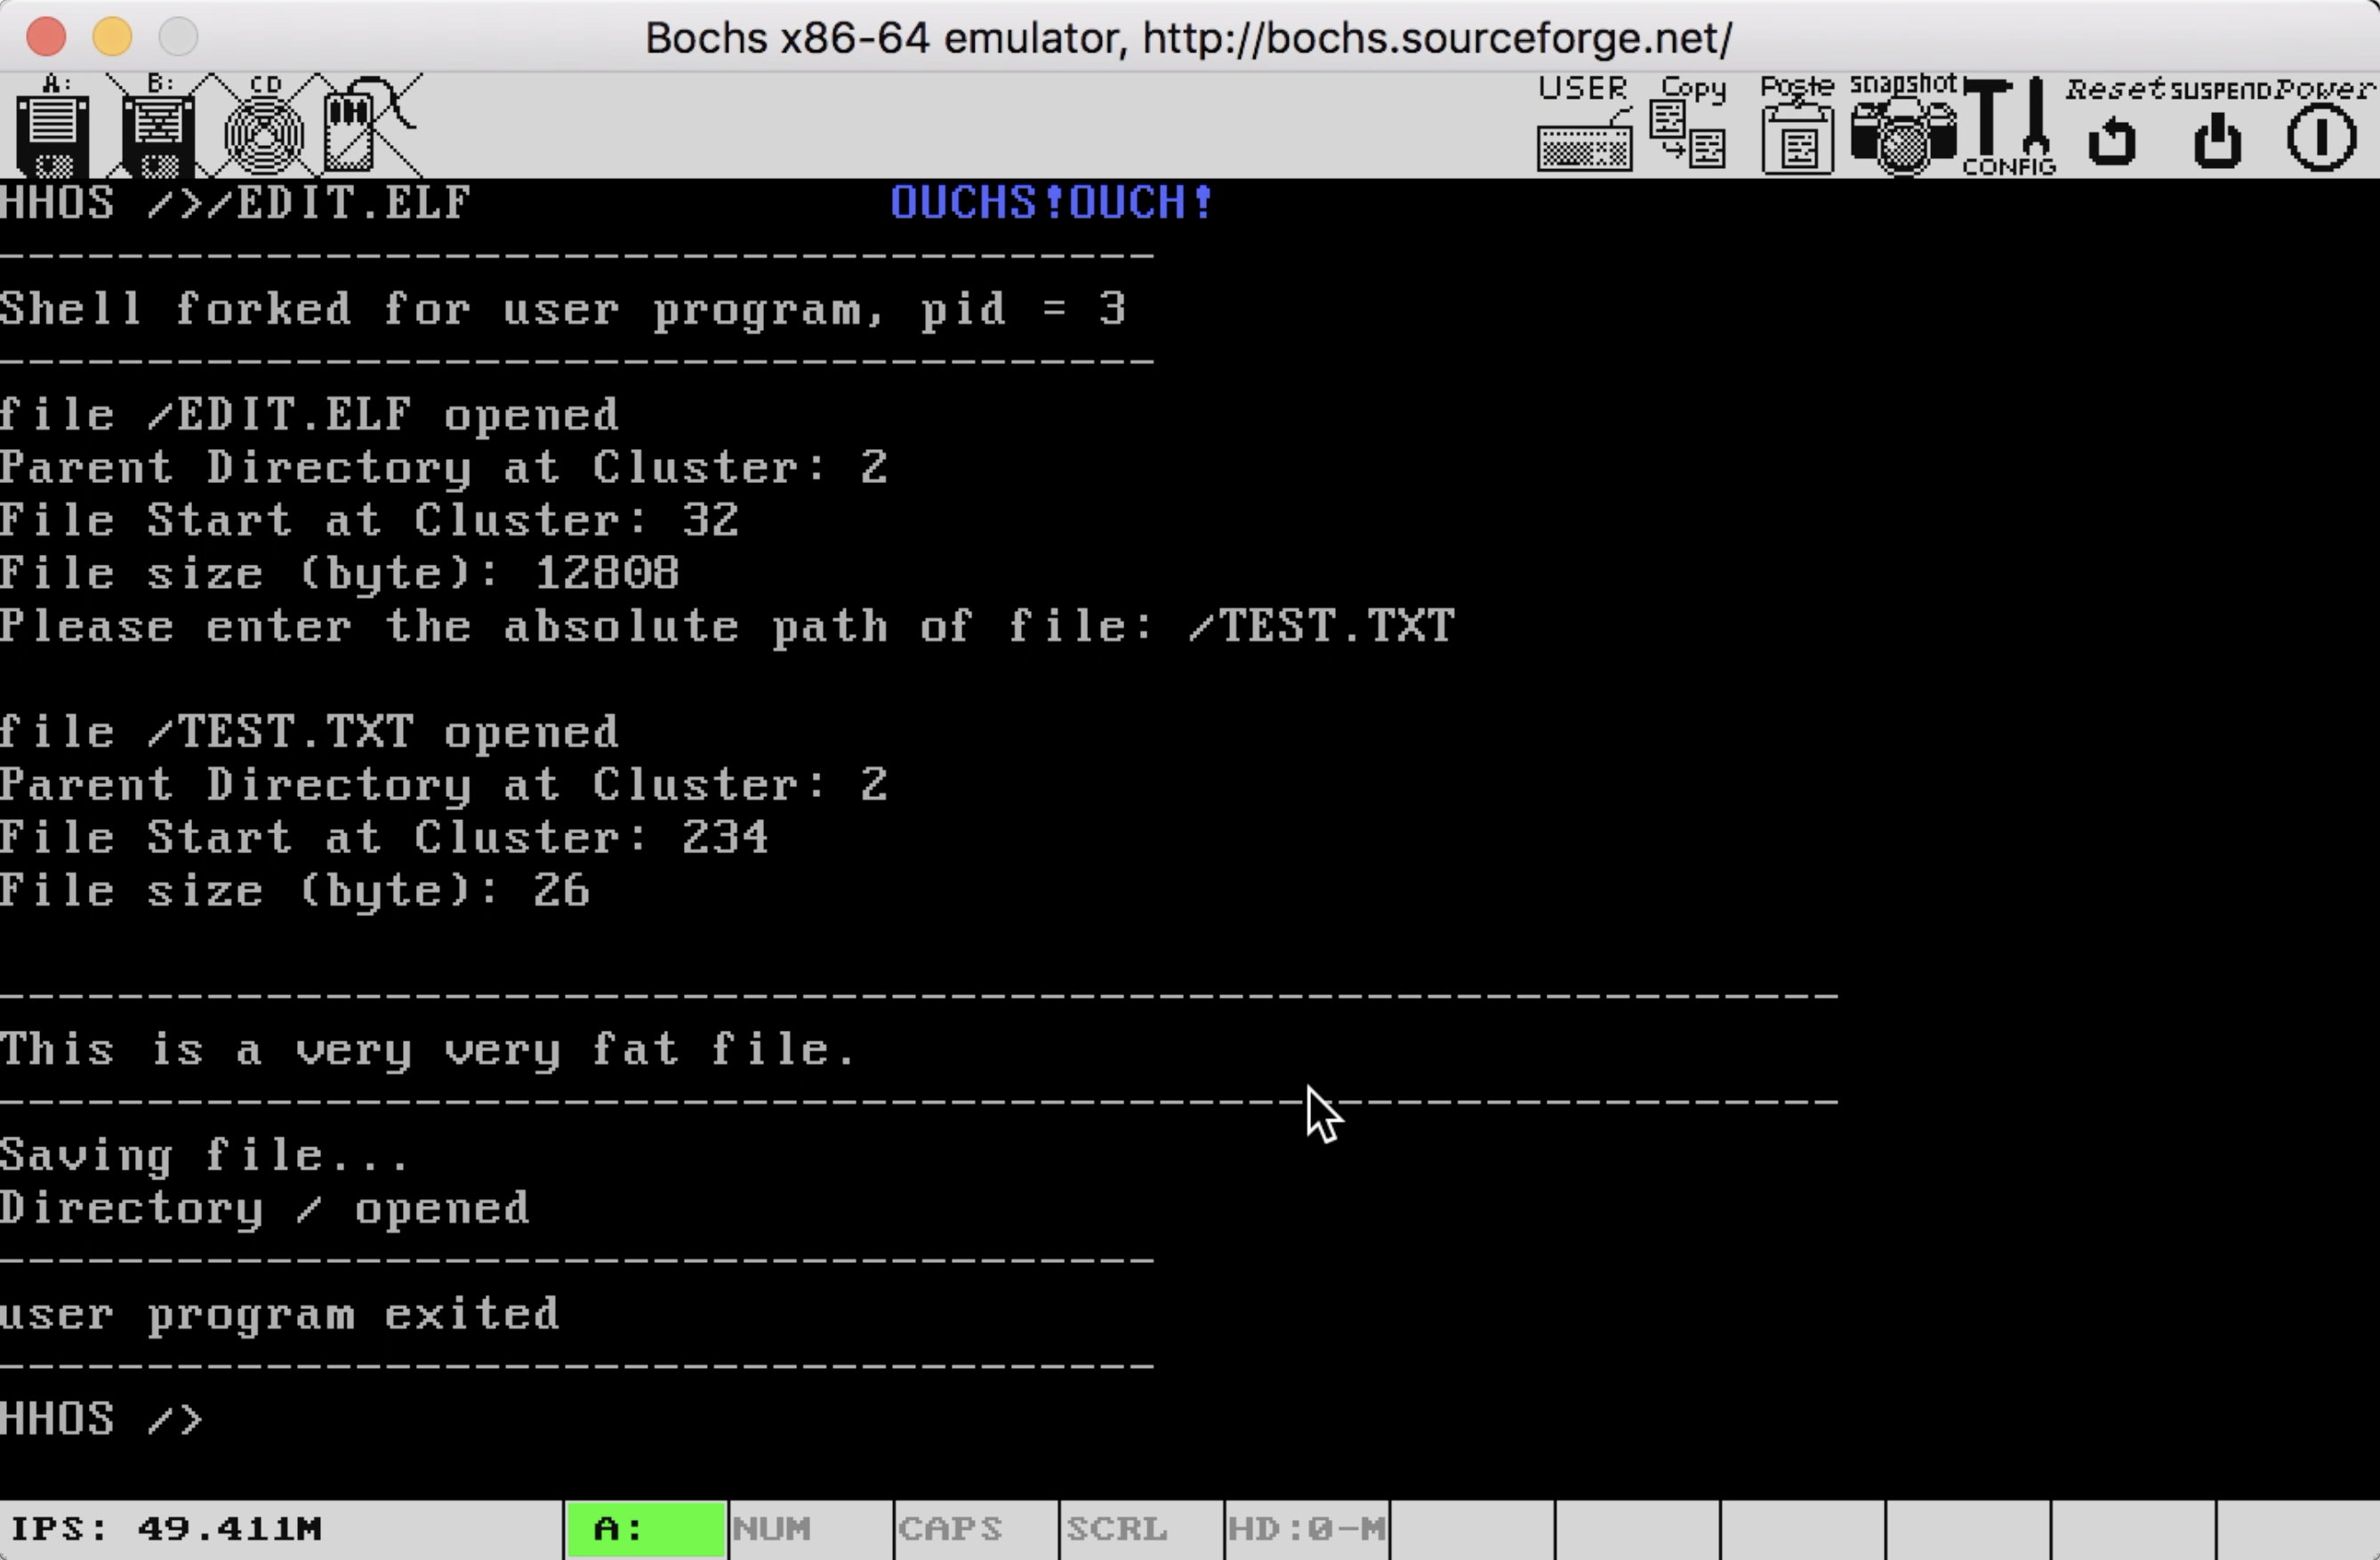 Bochs x86-64 emulator, http://bochs.sourceforge.net/
A: B: CD USER Copy Poste snapshot CONFIG Reset SUSPEND Power
HHOS />/EDIT.ELF OUCHS!OUCH!
---------------------------------------
Shell forked for user program, pid = 3
---------------------------------------
file /EDIT.ELF opened
Parent Directory at Cluster: 2
File Start at Cluster: 32
File size (byte): 12808
Please enter the absolute path of file: /TEST.TXT
file /TEST.TXT opened
Parent Directory at Cluster: 2
File Start at Cluster: 234
File size (byte): 26
--------------------------------------------------------------
This is a very very fat file.
--------------------------------------------------------------
Saving file...
Directory / opened
---------------------------------------
user program exited
---------------------------------------
HHOS />
IPS: 49.411M A: NUM CAPS SCRL HD:0-M